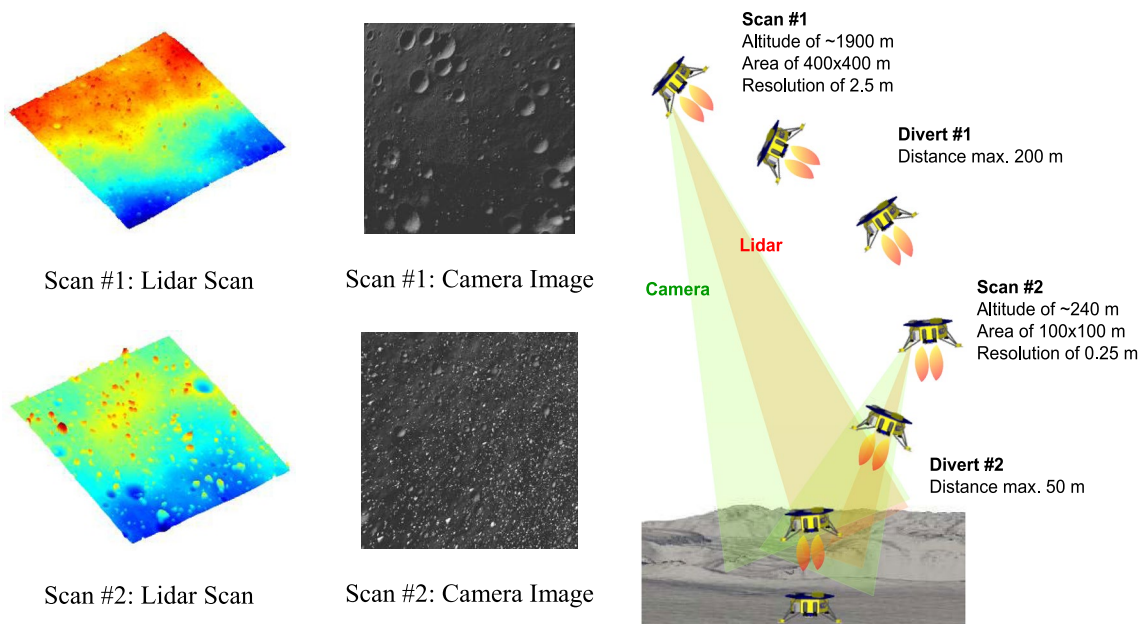 Scan #1: Lidar Scan
Scan #1: Camera Image
Scan #2: Lidar Scan
Scan #2: Camera Image
Scan #1
Altitude of ~1900 m
Area of 400x400 m
Resolution of 2.5 m
Divert #1
Distance max. 200 m
Lidar
Camera
Scan #2
Altitude of ~240 m
Area of 100x100 m
Resolution of 0.25 m
Divert #2
Distance max. 50 m